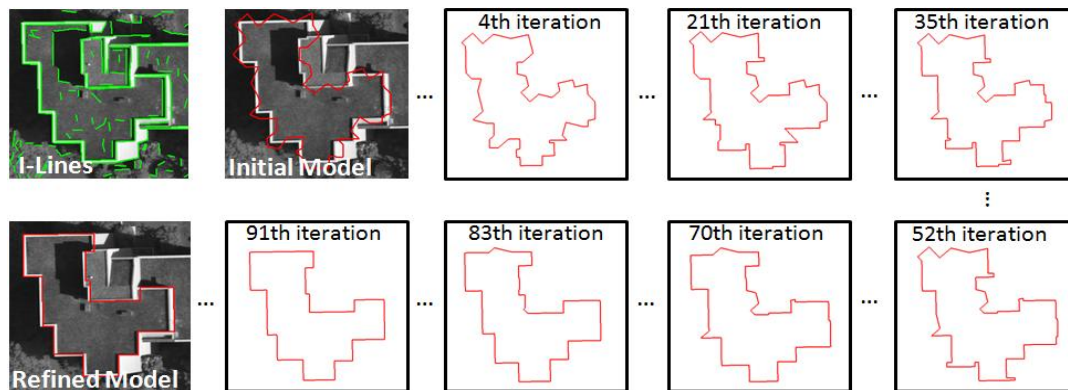 I-Lines
Initial Model
...
4th iteration
...
21th iteration
...
35th iteration
...
Refined Model
...
91th iteration
...
83th iteration
...
70th iteration
...
52th iteration